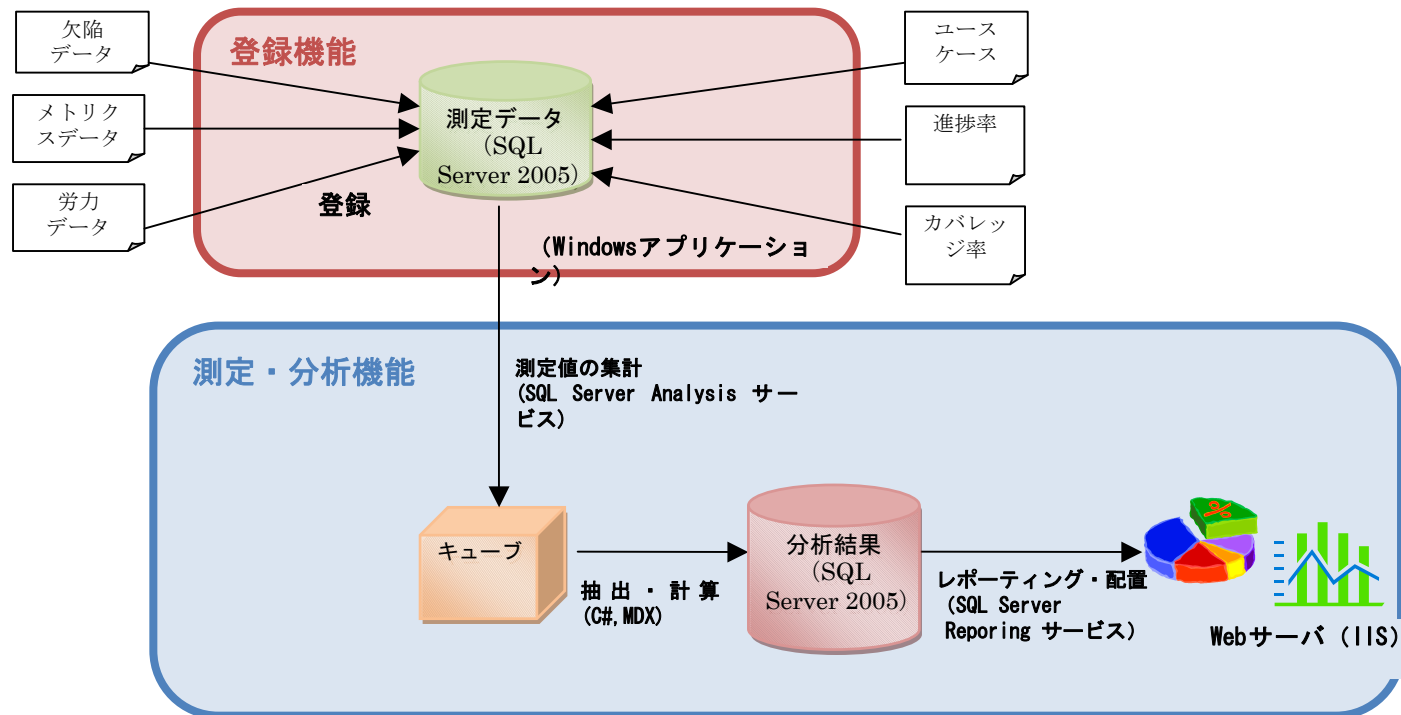 欠陥
データ
メトリク
スデータ
労力
データ
登録機能
測定データ
(SQL
Server 2005)
登録
(Windowsアプリケーショ
ン)
ユース
ケース
進捗率
カバレッ
ジ率
測定・分析機能
測定値の集計
(SQL Server Analysis サー
ビス)
キューブ
抽出・計算
(C#,MDX)
分析結果
(SQL
Server 2005)
レポーティング・配置
(SQL Server
Reporing サービス)
%
Webサーバ (IIS)